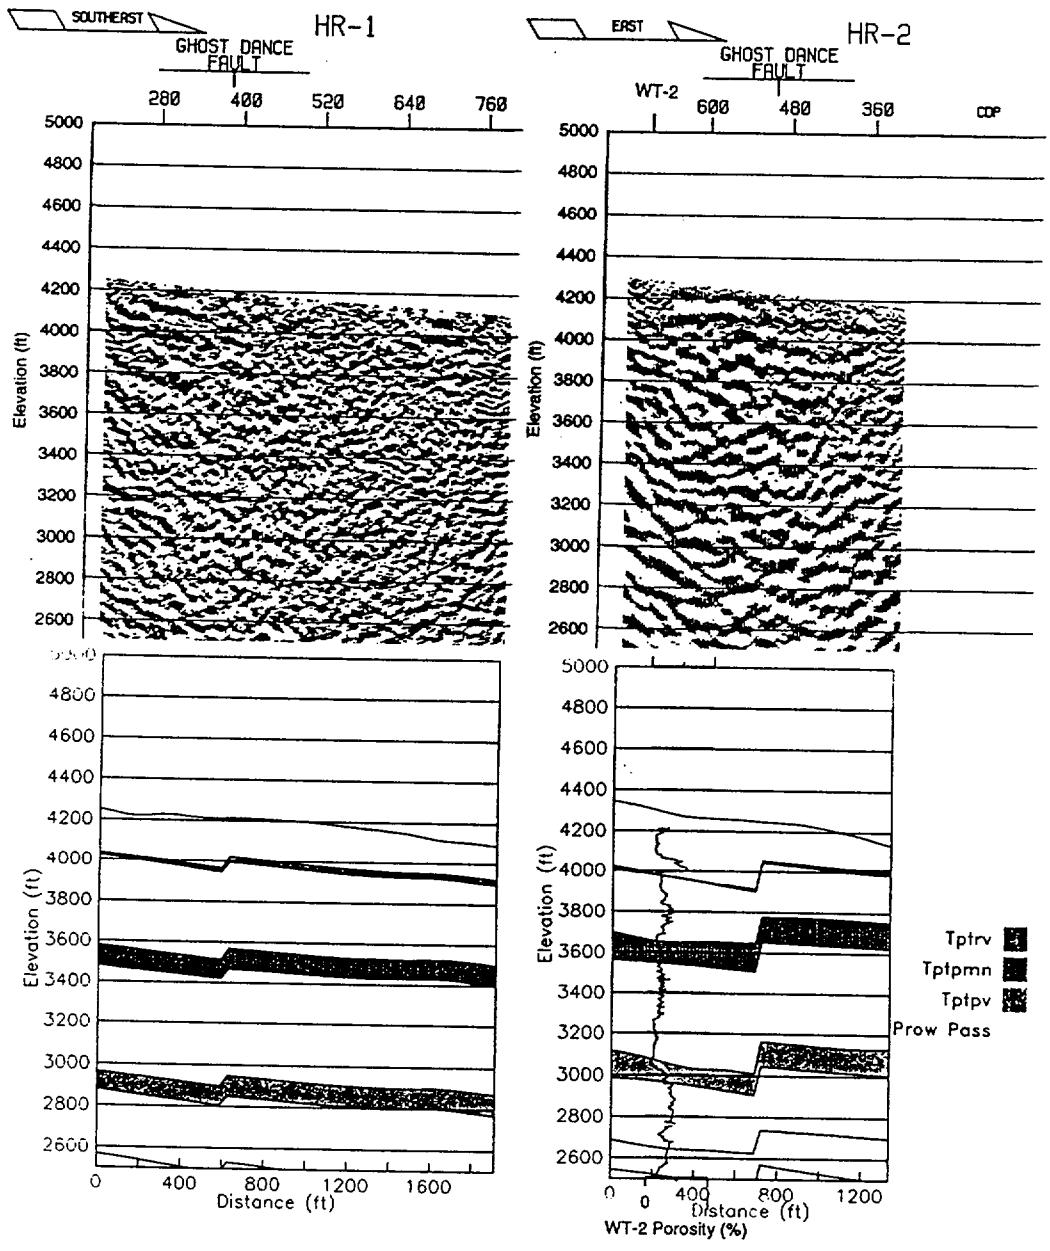 SOUTHERST
HR-1
GHOST DANCE
FAULT
280 400 520 640 760
5000
4800
4600
4400
4200
4000
3800
3600
3400
3200
3000
2800
2600
Elevation (ft)
EAST
HR-2
GHOST DANCE
FAULT
WT-2
600 480 360 CDP
5000
4800
4600
4400
4200
4000
3800
3600
3400
3200
3000
2800
2600
Elevation (ft)
5000
4800
4600
4400
4200
4000
3800
3600
3400
3200
3000
2800
2600
Elevation (ft)
0 400 800 1200 1600
Distance (ft)
5000
4800
4600
4400
4200
4000
3800
3600
3400
3200
3000
2800
2600
Elevation (ft)
0 400 800 1200
0
Distance (ft)
WT-2 Porosity (%)
Tptrv
Tptpmn
Tptpv
Prow Pass